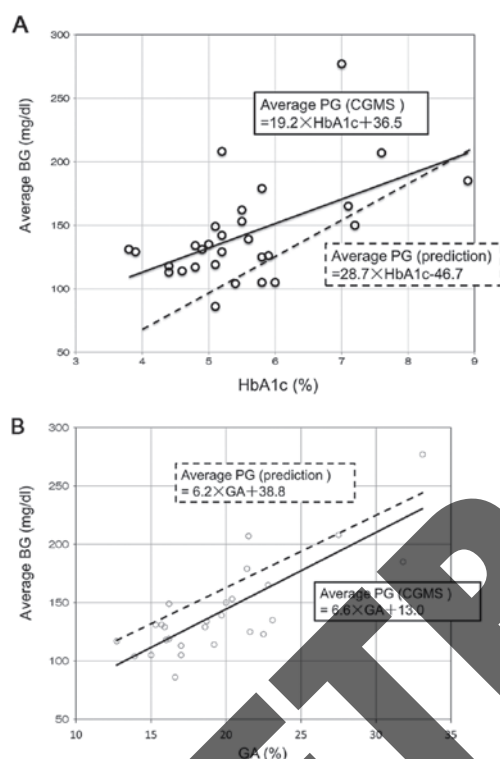 A
300
250
200
150
100
50
Average BG (mg/dl)
Average PG (CGMS )
=19.2×HbA1c+36.5
Average PG (prediction)
=28.7×HbA1c-46.7
3 4 5 6 7 8 9
HbA1c (%)
B
300
250
200
150
100
50
Average BG (mg/dl)
Average PG (prediction )
= 6.2×GA+38.8
Average PG (CGMS )
= 6.6×GA+13.0
10 15 20 25 30 35
GA (%)